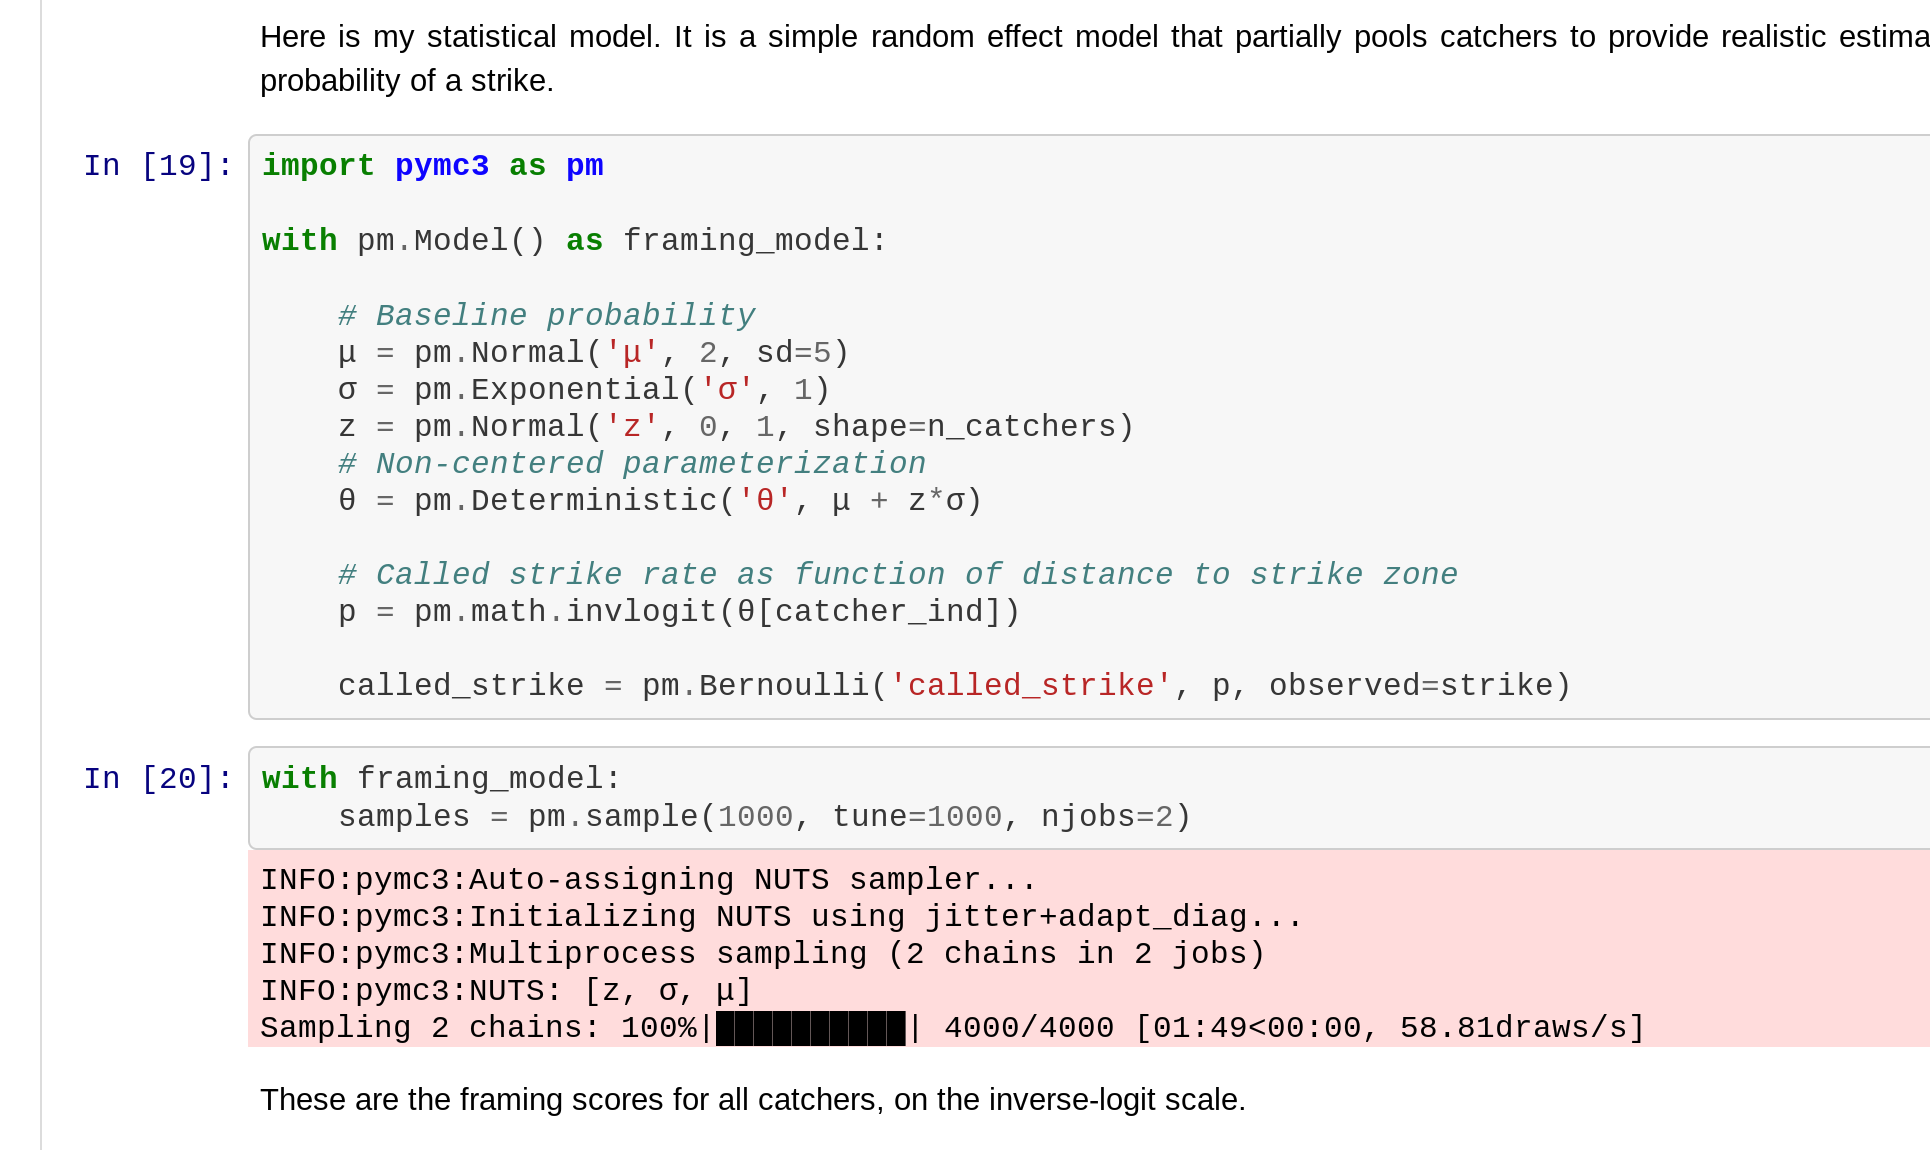 Here is my statistical model. It is a simple random effect model that partially pools catchers to provide realistic estima
probability of a strike.
In [19]:
import pymc3 as pm
with pm.Model() as framing_model:
# Baseline probability
μ = pm.Normal('μ', 2, sd=5)
σ = pm.Exponential('σ', 1)
z = pm.Normal('z', 0, 1, shape=n_catchers)
# Non-centered parameterization
θ = pm.Deterministic('θ', μ + z*σ)
# Called strike rate as function of distance to strike zone
p = pm.math.invlogit(θ[catcher_ind])
called_strike = pm.Bernoulli('called_strike', p, observed=strike)
In [20]:
with framing_model:
samples = pm.sample(1000, tune=1000, njobs=2)
INFO:pymc3:Auto-assigning NUTS sampler...
INFO:pymc3:Initializing NUTS using jitter+adapt_diag...
INFO:pymc3:Multiprocess sampling (2 chains in 2 jobs)
INFO:pymc3:NUTS: [z, σ, μ]
Sampling 2 chains: 100%|██████████| 4000/4000 [01:49<00:00, 58.81draws/s]
These are the framing scores for all catchers, on the inverse-logit scale.